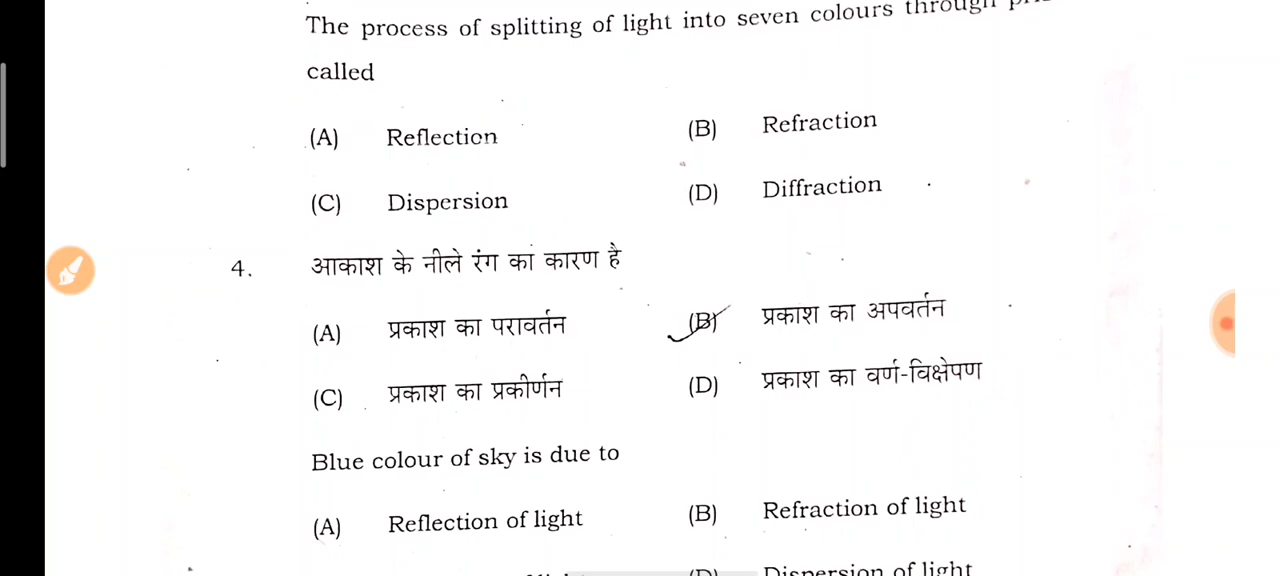 The process of splitting of light into seven colours through
called
(A) Reflection (B) Refraction
(C) Dispersion (D) Diffraction
4. आकाश के नीले रंग का कारण है
(A) प्रकाश का परावर्तन (B) प्रकाश का अपवर्तन
(C) प्रकाश का प्रकीर्णन (D) प्रकाश का वर्ण-विक्षेपण
Blue colour of sky is due to
(A) Reflection of light (B) Refraction of light
(D) Dispersion of light